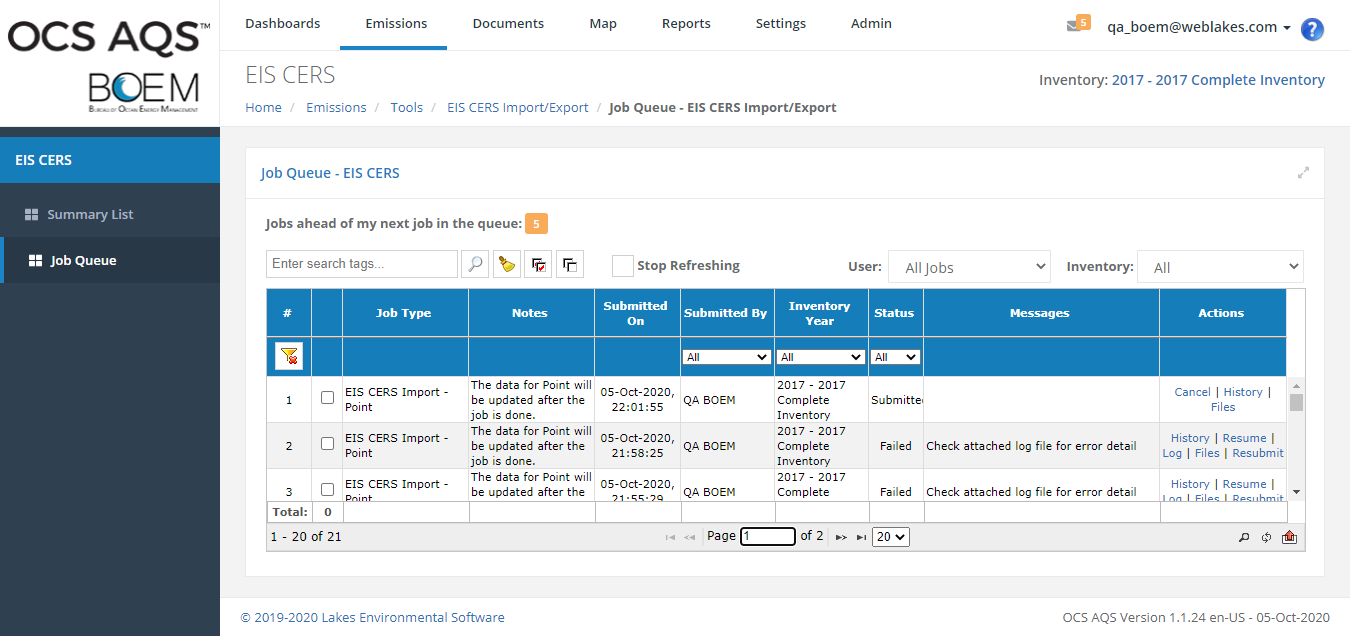 OCS AQS™
BOEM
BUREAU OF OCEAN ENERGY MANAGEMENT
Dashboards Emissions Documents Map Reports Settings Admin
5 qa_boem@weblakes.com ?
EIS CERS
Inventory: 2017 - 2017 Complete Inventory
Home / Emissions / Tools / EIS CERS Import/Export / Job Queue - EIS CERS Import/Export
EIS CERS
Summary List
Job Queue
Job Queue - EIS CERS
Jobs ahead of my next job in the queue: 5
Enter search tags... Stop Refreshing User: All Jobs Inventory: All
# Job Type Notes Submitted On Submitted By Inventory Year Status Messages Actions
All All All
1 EIS CERS Import - Point The data for Point will be updated after the job is done. 05-Oct-2020, 22:01:55 QA BOEM 2017 - 2017 Complete Inventory Submitted Cancel | History | Files
2 EIS CERS Import - Point The data for Point will be updated after the job is done. 05-Oct-2020, 21:58:25 QA BOEM 2017 - 2017 Complete Inventory Failed Check attached log file for error detail History | Resume | Log | Files | Resubmit
3 EIS CERS Import - Point The data for Point will be updated after the 05-Oct-2020, 21:55:29 QA BOEM 2017 - 2017 Complete Failed Check attached log file for error detail History | Resume | Log | Files | Resubmit
Total: 0
1 - 20 of 21 Page 1 of 2 20
© 2019-2020 Lakes Environmental Software
OCS AQS Version 1.1.24 en-US - 05-Oct-2020